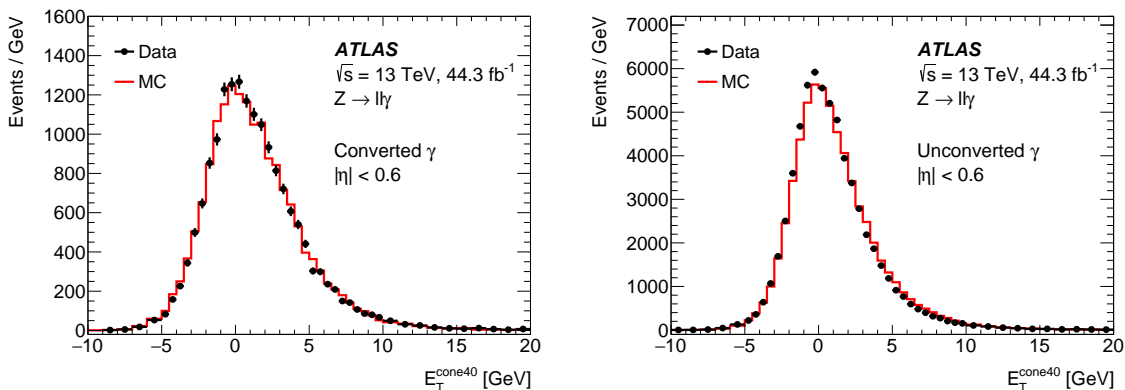 Events / GeV
1600
1400
1200
1000
800
600
400
200
0
Data
MC
ATLAS
√s = 13 TeV, 44.3 fb⁻¹
Z → llγ
Converted γ
|η| < 0.6
−10 −5 0 5 10 15 20
E_T^cone40 [GeV]
Events / GeV
7000
6000
5000
4000
3000
2000
1000
0
Data
MC
ATLAS
√s = 13 TeV, 44.3 fb⁻¹
Z → llγ
Unconverted γ
|η| < 0.6
−10 −5 0 5 10 15 20
E_T^cone40 [GeV]